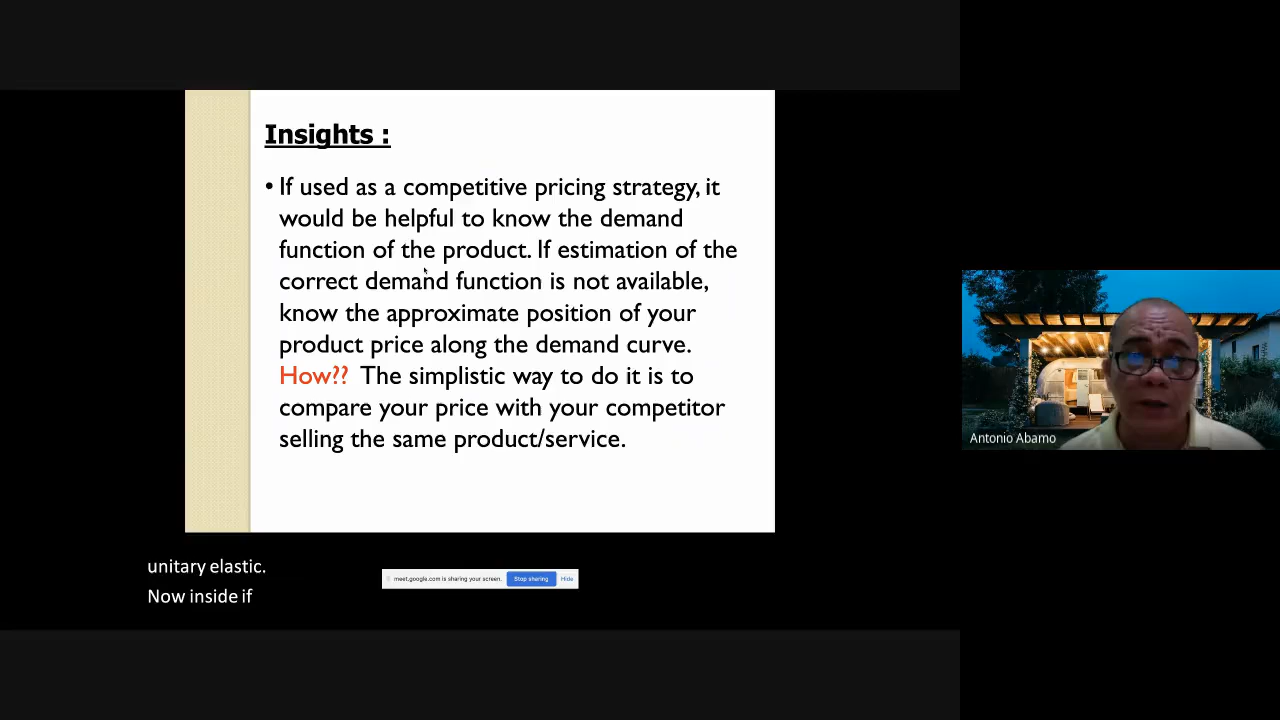 Insights :
• If used as a competitive pricing strategy, it
would be helpful to know the demand
function of the product. If estimation of the
correct demand function is not available,
know the approximate position of your
product price along the demand curve.
How?? The simplistic way to do it is to
compare your price with your competitor
selling the same product/service.
Antonio Abamo
unitary elastic.
Now inside if
meet.google.com is sharing your screen. Stop sharing Hide